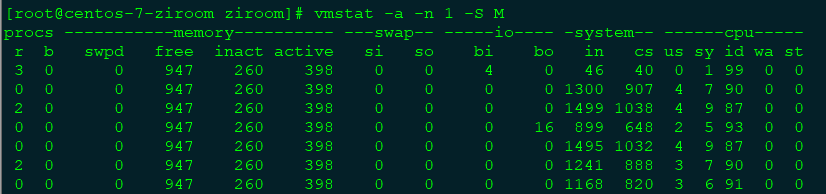 [root@centos-7-ziroom ziroom]# vmstat -a -n 1 -S M
procs -----------memory---------- ---swap-- -----io---- -system-- ------cpu-----
 r  b   swpd   free  inact active   si   so    bi    bo   in   cs us sy id wa st
 3  0      0    947    260    398    0    0     4     0   46   40  0  1 99  0  0
 0  0      0    947    260    398    0    0     0     0 1300  907  4  7 90  0  0
 2  0      0    947    260    398    0    0     0     0 1499 1038  4  9 87  0  0
 0  0      0    947    260    398    0    0     0    16  899  648  2  5 93  0  0
 0  0      0    947    260    398    0    0     0     0 1495 1032  4  9 87  0  0
 2  0      0    947    260    398    0    0     0     0 1241  888  3  7 90  0  0
 0  0      0    947    260    398    0    0     0     0 1168  820  3  6 91  0  0